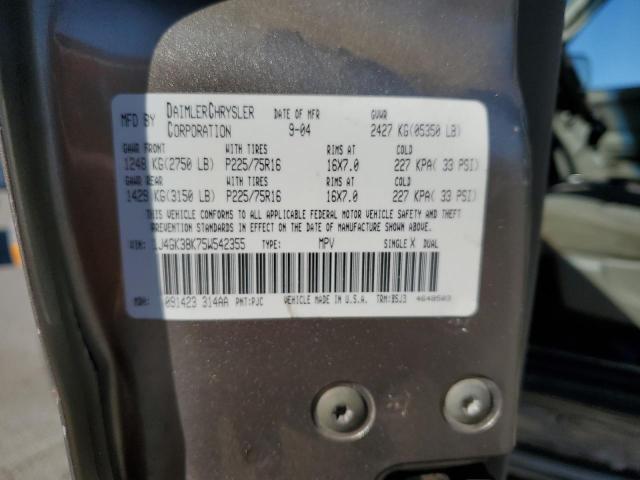 MFD BY DAIMLERCHRYSLER CORPORATION DATE OF MFR 9-04 GVWR 2427 KG(05350 LB)
GAWR FRONT WITH TIRES RIMS AT COLD
1248 KG(2750 LB) P225/75R16 16X7.0 227 KPA( 33 PSI)
GAWR REAR WITH TIRES RIMS AT COLD
1429 KG(3150 LB) P225/75R16 16X7.0 227 KPA( 33 PSI)
THIS VEHICLE CONFORMS TO ALL APPLICABLE FEDERAL MOTOR VEHICLE SAFETY AND THEFT
PREVENTION STANDARDS IN EFFECT ON THE DATE OF MANUFACTURE SHOWN ABOVE.
VIN: 1J4GK38K75W542355 TYPE: MPV SINGLE X DUAL
MDH: 091423 314AA PNT:PJC VEHICLE MADE IN U.S.A. TRM:BSJ3 4648503